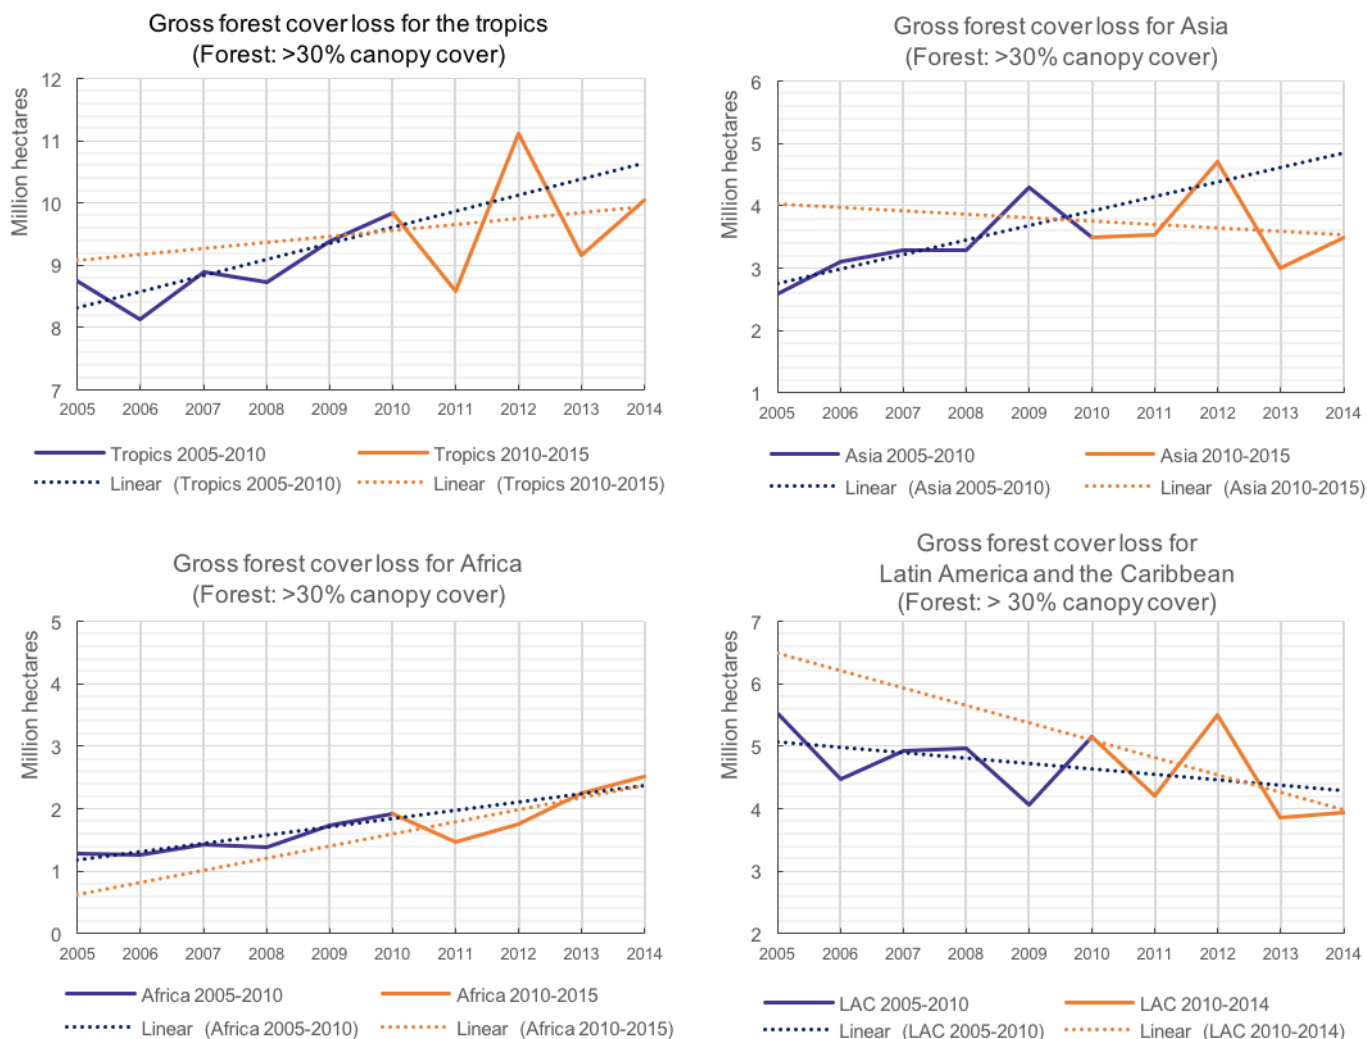 Gross forest cover loss for the tropics
(Forest: >30% canopy cover)
Million hectares
12
11
10
9
8
7
2005 2006 2007 2008 2009 2010 2011 2012 2013 2014
Tropics 2005-2010 Tropics 2010-2015
Linear (Tropics 2005-2010) Linear (Tropics 2010-2015)
Gross forest cover loss for Asia
(Forest: >30% canopy cover)
Million hectares
6
5
4
3
2
1
2005 2006 2007 2008 2009 2010 2011 2012 2013 2014
Asia 2005-2010 Asia 2010-2015
Linear (Asia 2005-2010) Linear (Asia 2010-2015)
Gross forest cover loss for Africa
(Forest: >30% canopy cover)
Million hectares
5
4
3
2
1
0
2005 2006 2007 2008 2009 2010 2011 2012 2013 2014
Africa 2005-2010 Africa 2010-2015
Linear (Africa 2005-2010) Linear (Africa 2010-2015)
Gross forest cover loss for
Latin America and the Caribbean
(Forest: > 30% canopy cover)
Million hectares
7
6
5
4
3
2
2005 2006 2007 2008 2009 2010 2011 2012 2013 2014
LAC 2005-2010 LAC 2010-2014
Linear (LAC 2005-2010) Linear (LAC 2010-2014)